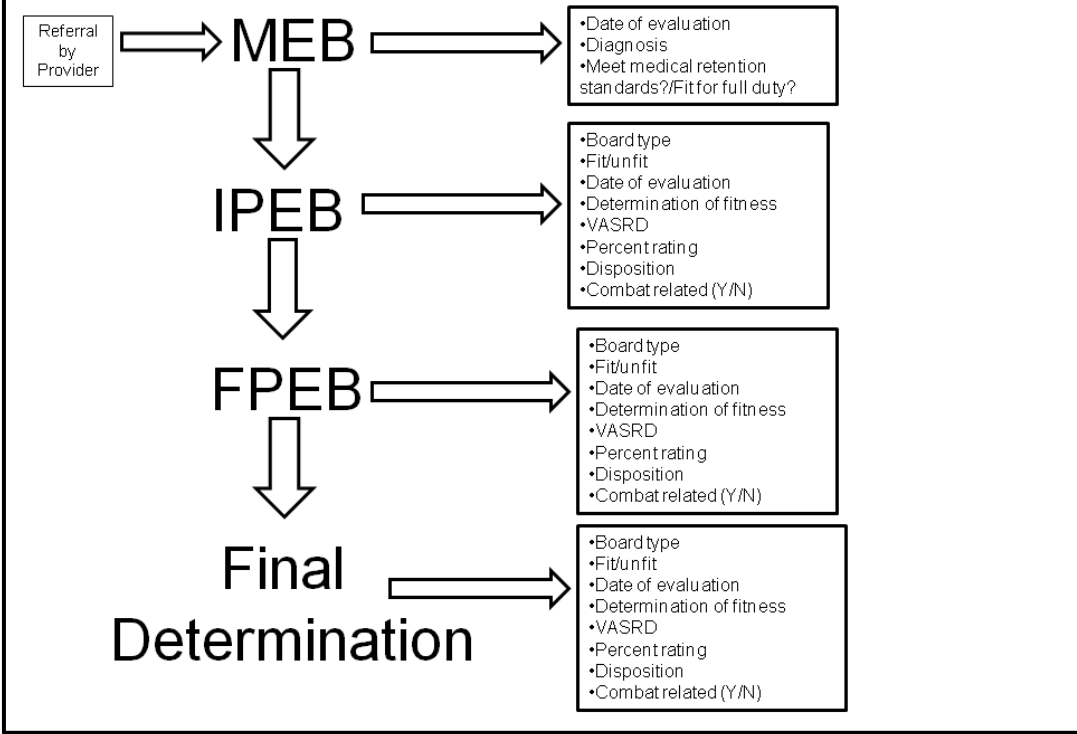 Referral
by
Provider
MEB
•Date of evaluation
•Diagnosis
•Meet medical retention
standards?/Fit for full duty?
IPEB
•Board type
•Fit/unfit
•Date of evaluation
•Determination of fitness
•VASRD
•Percent rating
•Disposition
•Combat related (Y/N)
FPEB
•Board type
•Fit/unfit
•Date of evaluation
•Determination of fitness
•VASRD
•Percent rating
•Disposition
•Combat related (Y/N)
Final
Determination
•Board type
•Fit/unfit
•Date of evaluation
•Determination of fitness
•VASRD
•Percent rating
•Disposition
•Combat related (Y/N)